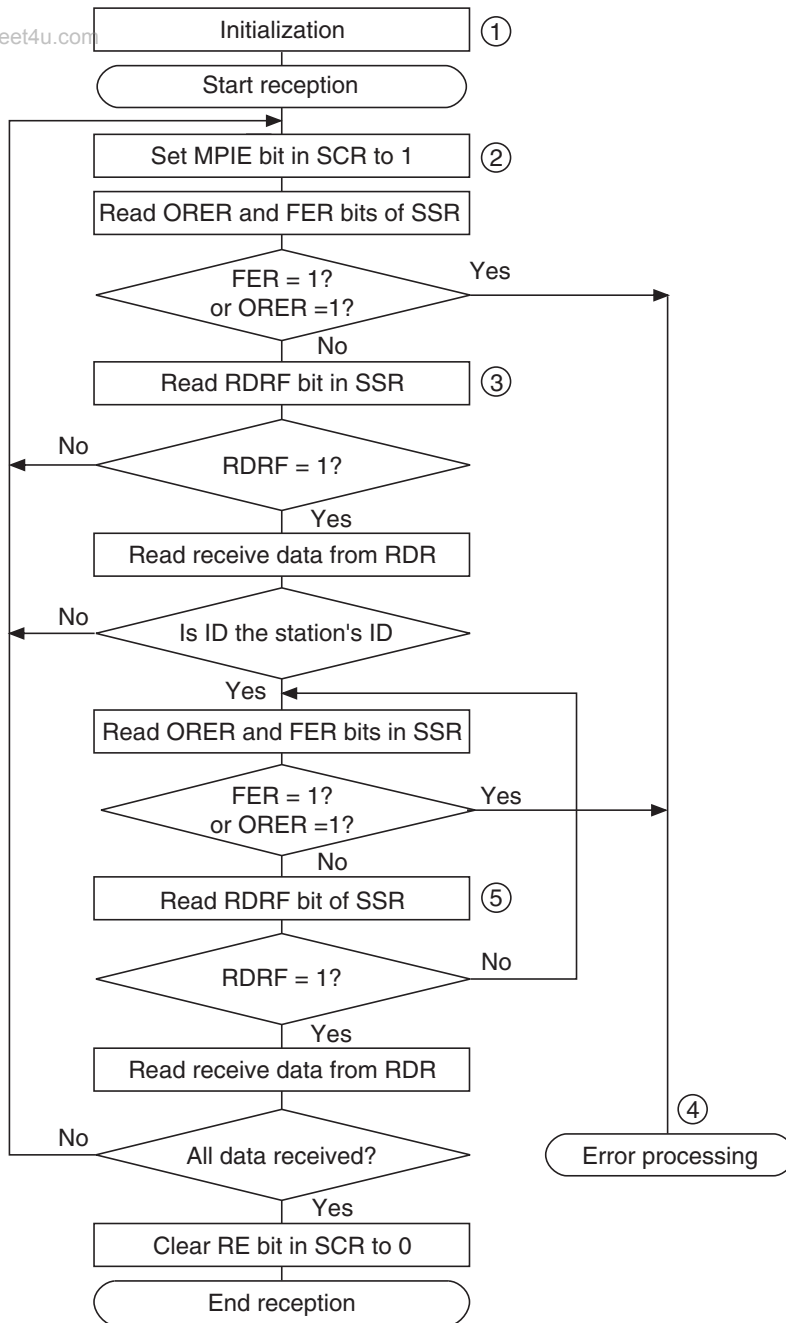 Initialization
①
eet4u.com
Start reception
Set MPIE bit in SCR to 1
②
Read ORER and FER bits of SSR
FER = 1?
or ORER =1?
Yes
No
Read RDRF bit in SSR
③
No
RDRF = 1?
Yes
Read receive data from RDR
No
Is ID the station's ID
Yes
Read ORER and FER bits in SSR
FER = 1?
or ORER =1?
Yes
No
Read RDRF bit of SSR
⑤
RDRF = 1?
No
Yes
Read receive data from RDR
④
No
All data received?
Error processing
Yes
Clear RE bit in SCR to 0
End reception